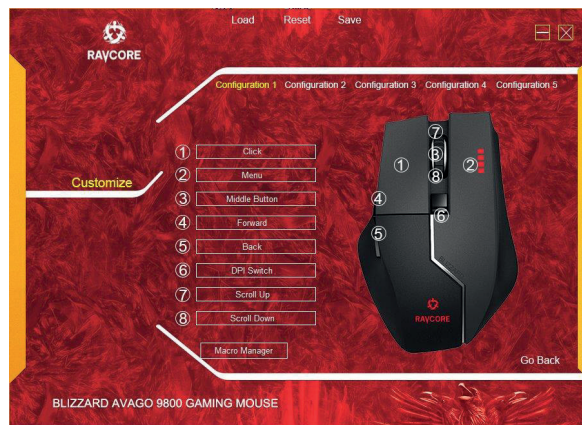 Load Reset Save
RAVCORE
Configuration 1 Configuration 2 Configuration 3 Configuration 4 Configuration 5
Customize
① Click
② Menu
③ Middle Button
④ Forward
⑤ Back
⑥ DPI Switch
⑦ Scroll Up
⑧ Scroll Down
Macro Manager
⑦
③
① ②
⑧
④
⑥
⑤
RAVCORE
Go Back
BLIZZARD AVAGO 9800 GAMING MOUSE